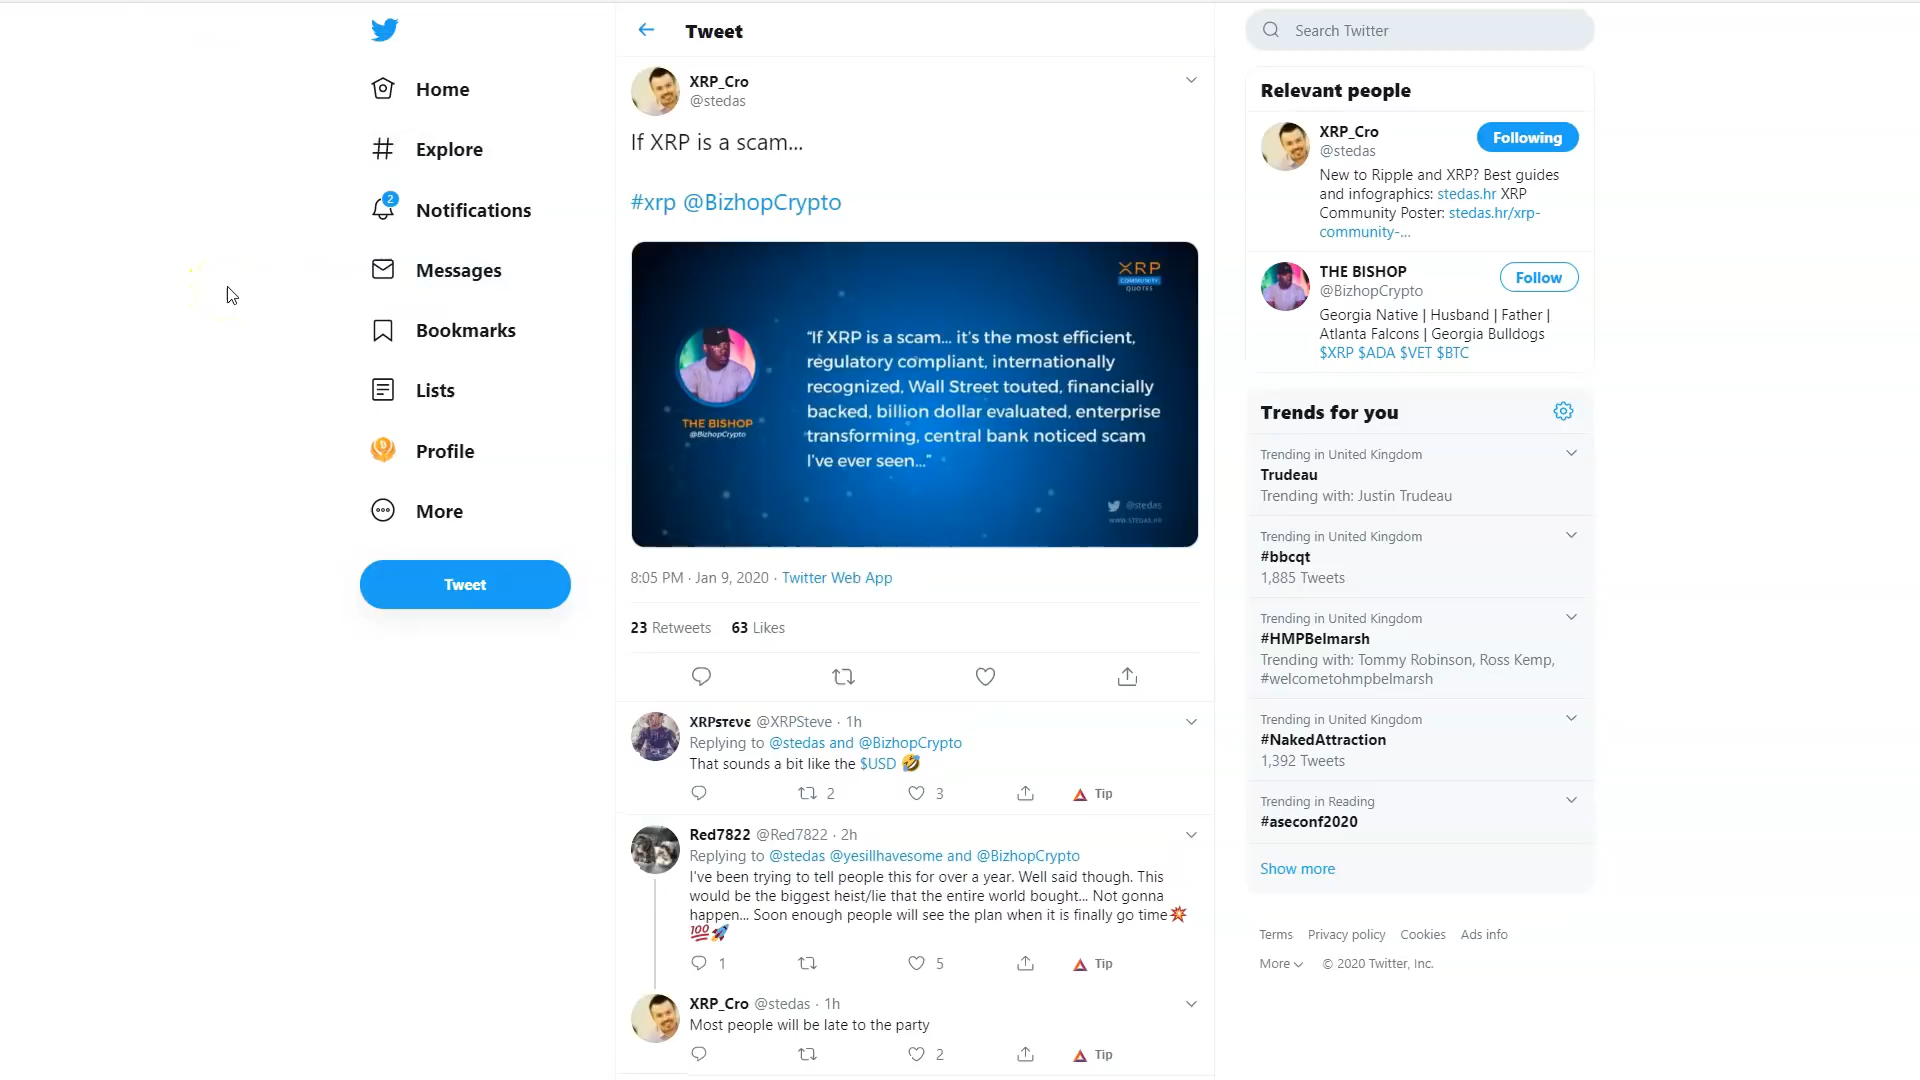 Home
Explore
2
Notifications
Messages
Bookmarks
Lists
Profile
More
Tweet
Tweet
XRP_Cro
@stedas
If XRP is a scam...
#xrp @BizhopCrypto
XRP
COMMUNITY
QUOTES
“If XRP is a scam... it’s the most efficient,
regulatory compliant, internationally
recognized, Wall Street touted, financially
backed, billion dollar evaluated, enterprise
transforming, central bank noticed scam
I’ve ever seen...”
THE BISHOP
@BizhopCrypto
@stedas
WWW.STEDAS.HR
8:05 PM · Jan 9, 2020 · Twitter Web App
23 Retweets 63 Likes
XRPѕтєνє @XRPSteve · 1h
Replying to @stedas and @BizhopCrypto
That sounds a bit like the $USD 🤣
2 3 Tip
Red7822 @Red7822 · 2h
Replying to @stedas @yesillhavesome and @BizhopCrypto
I've been trying to tell people this for over a year. Well said though. This
would be the biggest heist/lie that the entire world bought... Not gonna
happen... Soon enough people will see the plan when it is finally go time💥
💯🚀
1 5 Tip
XRP_Cro @stedas · 1h
Most people will be late to the party
2 Tip
Search Twitter
Relevant people
XRP_Cro
@stedas
Following
New to Ripple and XRP? Best guides
and infographics: stedas.hr XRP
Community Poster: stedas.hr/xrp-
community-...
THE BISHOP
@BizhopCrypto
Follow
Georgia Native | Husband | Father |
Atlanta Falcons | Georgia Bulldogs
$XRP $ADA $VET $BTC
Trends for you
Trending in United Kingdom
Trudeau
Trending with: Justin Trudeau
Trending in United Kingdom
#bbcqt
1,885 Tweets
Trending in United Kingdom
#HMPBelmarsh
Trending with: Tommy Robinson, Ross Kemp,
#welcometohmpbelmarsh
Trending in United Kingdom
#NakedAttraction
1,392 Tweets
Trending in Reading
#aseconf2020
Show more
Terms Privacy policy Cookies Ads info
More © 2020 Twitter, Inc.